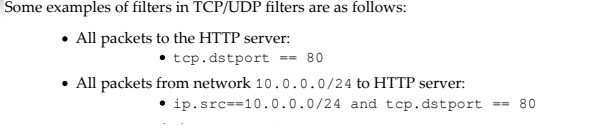 Some examples of filters in TCP/UDP filters are as follows:
• All packets to the HTTP server:
• tcp.dstport == 80
• All packets from network 10.0.0.0/24 to HTTP server:
• ip.src==10.0.0.0/24 and tcp.dstport == 80